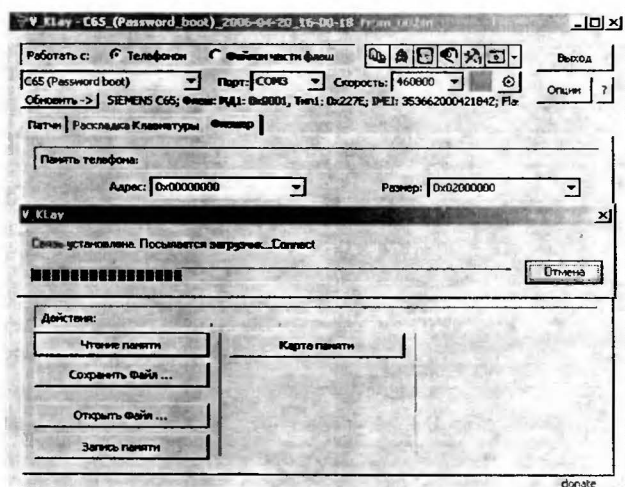 V_KLay - C65_(Password_boot)_2006-04-20_16-00-18
Работать с: Телефоном Файлом части флеш Выход
C65 (Password boot) Порт: COM3 Скорость: 460800 Опции ?
Обновить -> SIEMENS C65; Флеш: ИД1: 0x0001, Тип1: 0x227E; IMEI: 353662000421842; Fla
Патчи Раскладка Клавиатуры Флешер
Память телефона:
Адрес: 0x00000000 Размер: 0x02000000
V_KLay
Связь установлена. Посылается загрузчик...Connect
Отмена
Действия:
Чтение памяти Карта памяти
Сохранить Файл ...
Открыть Файл ...
Запись памяти
donate